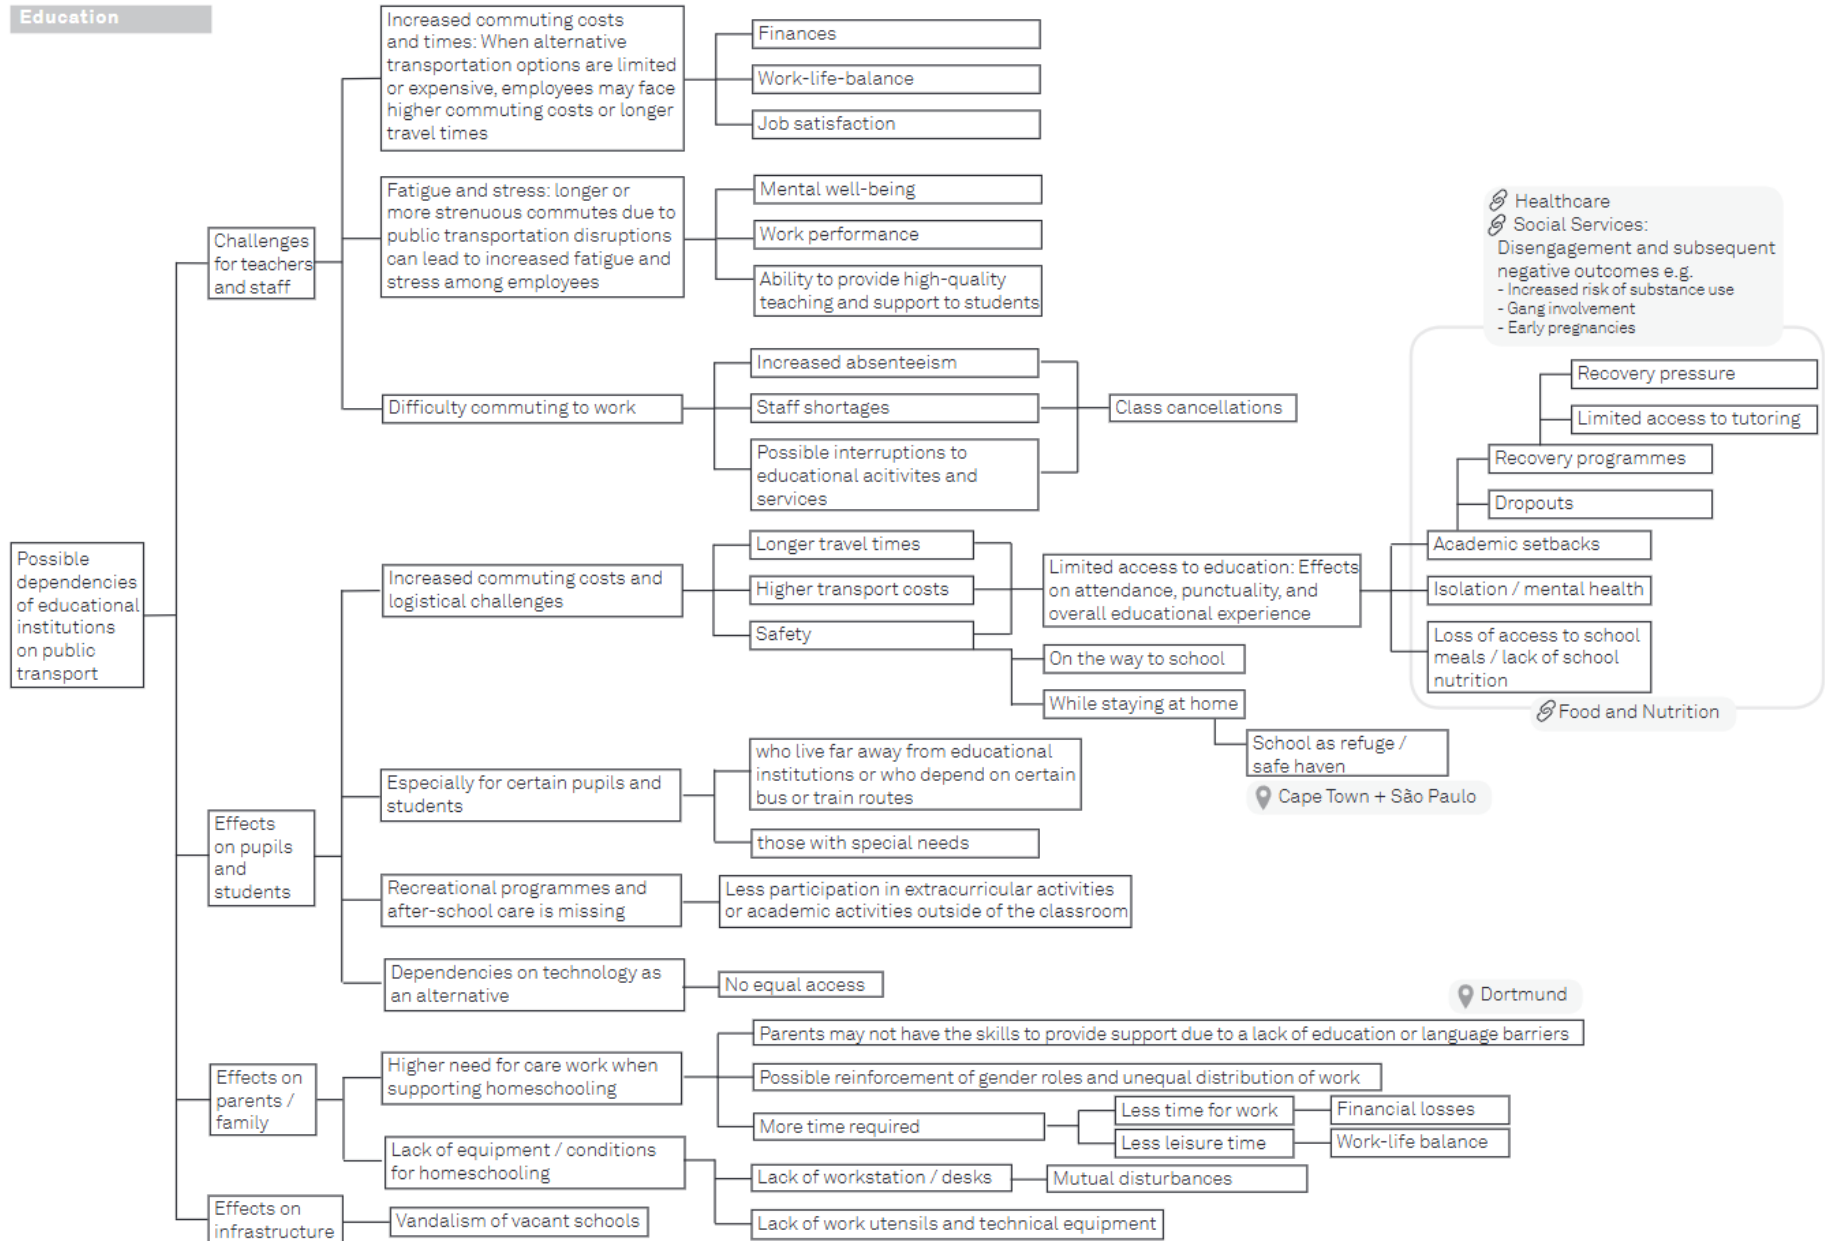 Education
Increased commuting costs
and times: When alternative
transportation options are limited
or expensive, employees may face
higher commuting costs or longer
travel times
Finances
Work-life-balance
Job satisfaction
Fatigue and stress: longer or
more strenuous commutes due to
public transportation disruptions
can lead to increased fatigue and
stress among employees
Mental well-being
Work performance
Ability to provide high-quality
teaching and support to students
Challenges
for teachers
and staff
Difficulty commuting to work
Increased absenteeism
Staff shortages
Possible interruptions to
educational acitivites and
services
Class cancellations
Healthcare
Social Services:
Disengagement and subsequent
negative outcomes e.g.
- Increased risk of substance use
- Gang involvement
- Early pregnancies
Recovery pressure
Limited access to tutoring
Recovery programmes
Dropouts
Academic setbacks
Isolation / mental health
Loss of access to school
meals / lack of school
nutrition
Food and Nutrition
Possible
dependencies
of educational
institutions
on public
transport
Increased commuting costs and
logistical challenges
Longer travel times
Higher transport costs
Safety
Limited access to education: Effects
on attendance, punctuality, and
overall educational experience
On the way to school
While staying at home
School as refuge /
safe haven
Cape Town + São Paulo
Effects
on pupils
and
students
Especially for certain pupils and
students
who live far away from educational
institutions or who depend on certain
bus or train routes
those with special needs
Recreational programmes and
after-school care is missing
Less participation in extracurricular activities
or academic activities outside of the classroom
Dependencies on technology as
an alternative
No equal access
Dortmund
Effects on
parents /
family
Higher need for care work when
supporting homeschooling
Parents may not have the skills to provide support due to a lack of education or language barriers
Possible reinforcement of gender roles and unequal distribution of work
More time required
Less time for work
Financial losses
Less leisure time
Work-life balance
Lack of equipment / conditions
for homeschooling
Lack of workstation / desks
Mutual disturbances
Lack of work utensils and technical equipment
Effects on
infrastructure
Vandalism of vacant schools